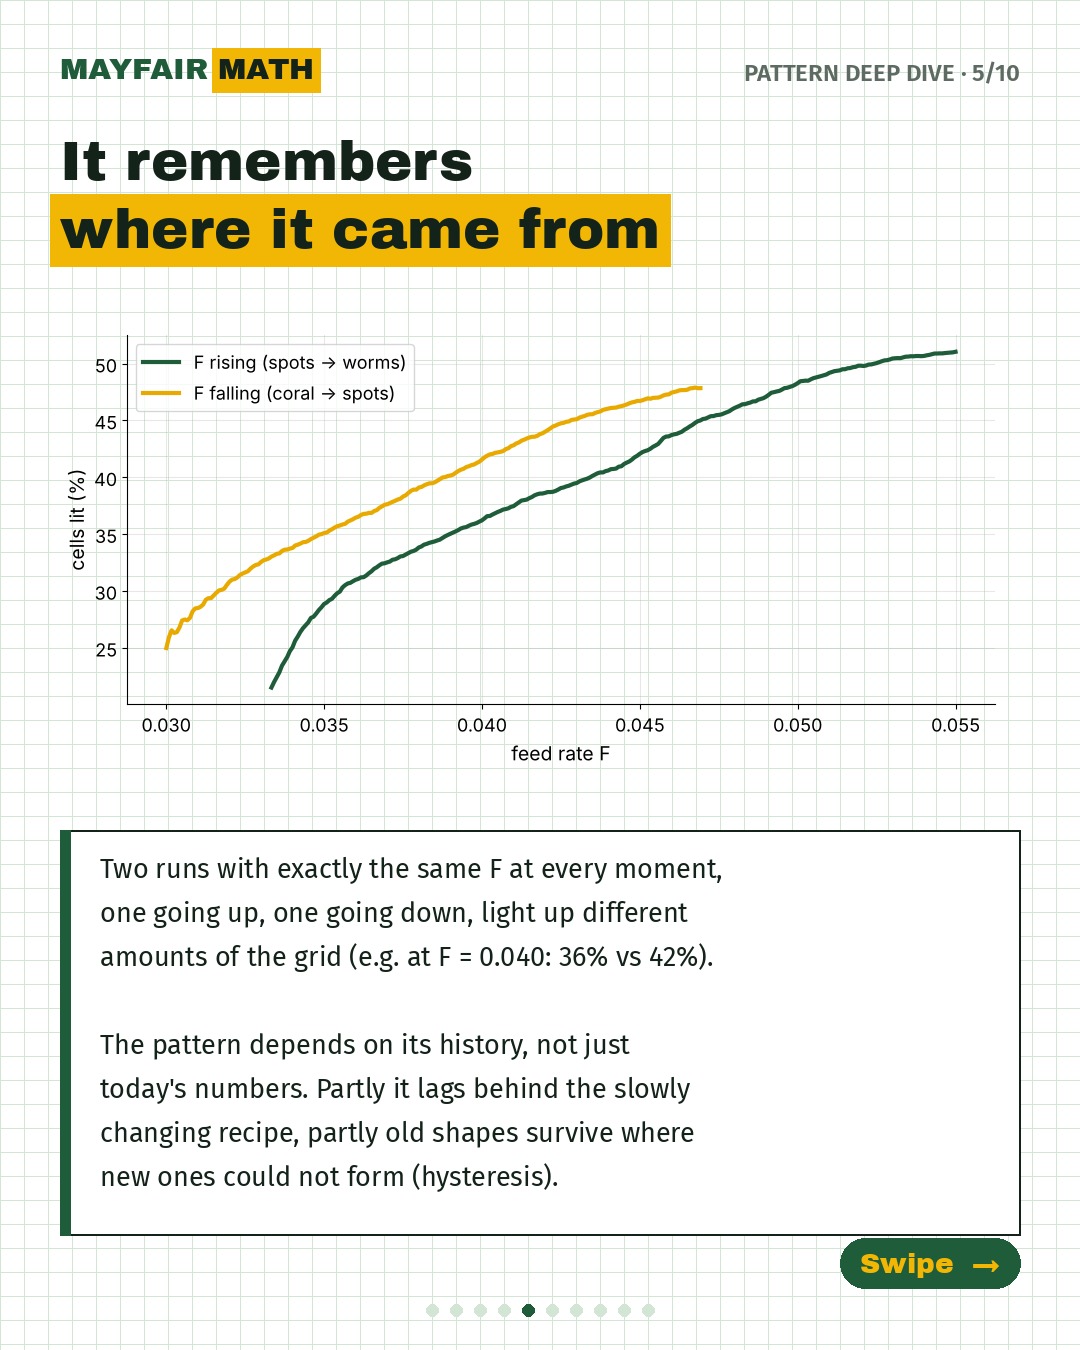 MAYFAIR MATH
PATTERN DEEP DIVE · 5/10
It remembers
where it came from
F rising (spots → worms)
F falling (coral → spots)
cells lit (%)
50
45
40
35
30
25
0.030
0.035
0.040
0.045
0.050
0.055
feed rate F
Two runs with exactly the same F at every moment,
one going up, one going down, light up different
amounts of the grid (e.g. at F = 0.040: 36% vs 42%).
The pattern depends on its history, not just
today's numbers. Partly it lags behind the slowly
changing recipe, partly old shapes survive where
new ones could not form (hysteresis).
Swipe →